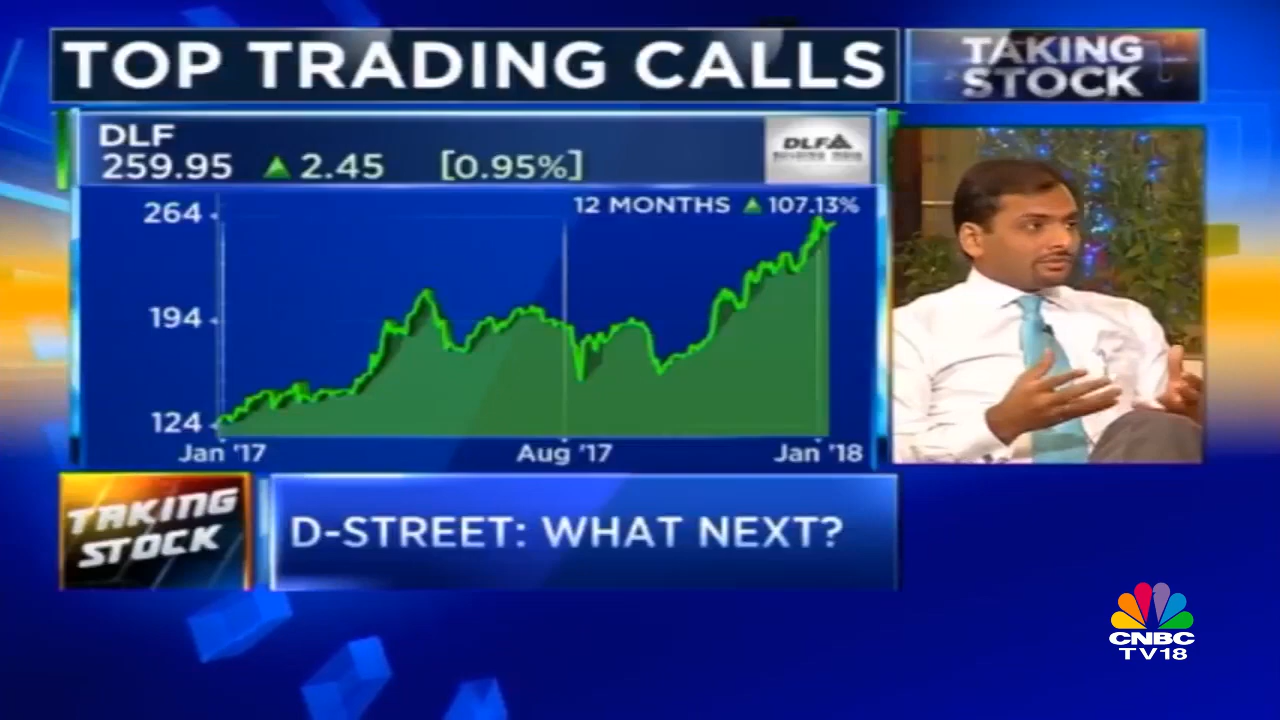 TOP TRADING CALLS
TAKING
STOCK
DLF
259.95 ▲ 2.45 [0.95%]
DLF
12 MONTHS ▲ 107.13%
264
194
124
Jan '17 Aug '17 Jan '18
TAKING
STOCK
D-STREET: WHAT NEXT?
CNBC
TV18